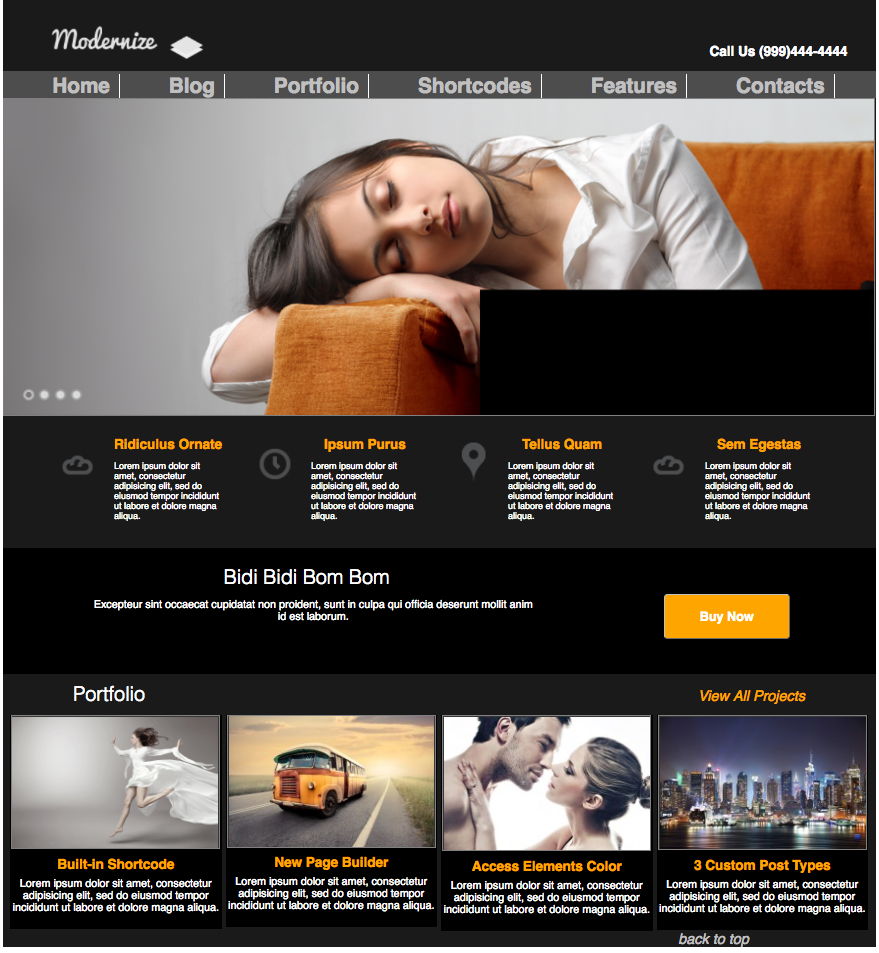 Modernize
Call Us (999)444-4444
Home Blog Portfolio Shortcodes Features Contacts
Ridiculus Ornate
Lorem ipsum dolor sit
amet, consectetur
adipisicing elit, sed do
eiusmod tempor incididunt
ut labore et dolore magna
aliqua.
Ipsum Purus
Lorem ipsum dolor sit
amet, consectetur
adipisicing elit, sed do
eiusmod tempor incididunt
ut labore et dolore magna
aliqua.
Tellus Quam
Lorem ipsum dolor sit
amet, consectetur
adipisicing elit, sed do
eiusmod tempor incididunt
ut labore et dolore magna
aliqua.
Sem Egestas
Lorem ipsum dolor sit
amet, consectetur
adipisicing elit, sed do
eiusmod tempor incididunt
ut labore et dolore magna
aliqua.
Bidi Bidi Bom Bom
Excepteur sint occaecat cupidatat non proident, sunt in culpa qui officia deserunt mollit anim
id est laborum.
Buy Now
Portfolio
View All Projects
Built-in Shortcode
Lorem ipsum dolor sit amet, consectetur
adipisicing elit, sed do eiusmod tempor
incididunt ut labore et dolore magna aliqua.
New Page Builder
Lorem ipsum dolor sit amet, consectetur
adipisicing elit, sed do eiusmod tempor
incididunt ut labore et dolore magna aliqua.
Access Elements Color
Lorem ipsum dolor sit amet, consectetur
adipisicing elit, sed do eiusmod tempor
incididunt ut labore et dolore magna aliqua.
3 Custom Post Types
Lorem ipsum dolor sit amet, consectetur
adipisicing elit, sed do eiusmod tempor
incididunt ut labore et dolore magna aliqua.
back to top